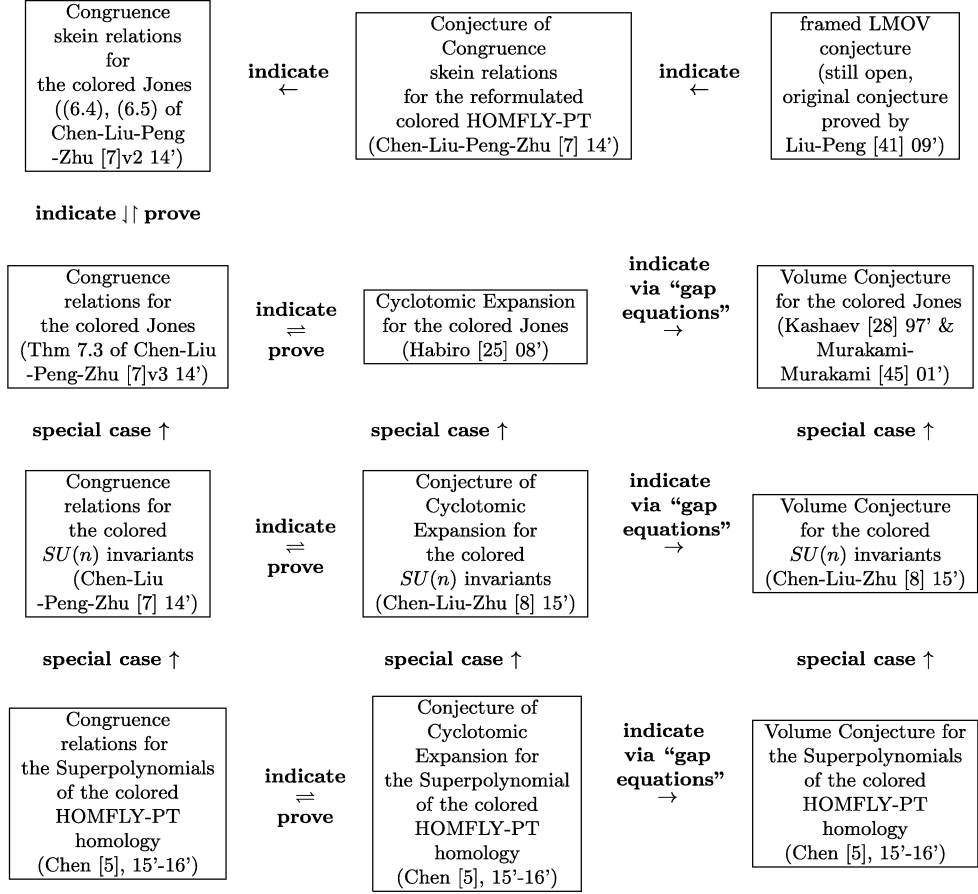 Congruence
skein relations
for
the colored Jones
((6.4), (6.5) of
Chen-Liu-Peng
-Zhu [7]v2 14’)
indicate
←
Conjecture of
Congruence
skein relations
for the reformulated
colored HOMFLY-PT
(Chen-Liu-Peng-Zhu [7] 14’)
indicate
←
framed LMOV
conjecture
(still open,
original conjecture
proved by
Liu-Peng [41] 09’)
indicate ⇃↾ prove
Congruence
relations for
the colored Jones
(Thm 7.3 of Chen-Liu
-Peng-Zhu [7]v3 14’)
indicate
⇌
prove
Cyclotomic Expansion
for the colored Jones
(Habiro [25] 08’)
indicate
via “gap
equations”
→
Volume Conjecture
for the colored Jones
(Kashaev [28] 97’ &
Murakami-
Murakami [45] 01’)
special case ↑
special case ↑
special case ↑
Congruence
relations for
the colored
SU(n) invariants
(Chen-Liu
-Peng-Zhu [7] 14’)
indicate
⇌
prove
Conjecture of
Cyclotomic
Expansion for
the colored
SU(n) invariants
(Chen-Liu-Zhu [8] 15’)
indicate
via “gap
equations”
→
Volume Conjecture
for the colored
SU(n) invariants
(Chen-Liu-Zhu [8] 15’)
special case ↑
special case ↑
special case ↑
Congruence
relations for
the Superpolynomials
of the colored
HOMFLY-PT
homology
(Chen [5], 15’-16’)
indicate
⇌
prove
Conjecture of
Cyclotomic
Expansion for
the Superpolynomial
of the colored
HOMFLY-PT
homology
(Chen [5], 15’-16’)
indicate
via “gap
equations”
→
Volume Conjecture for
the Superpolynomials
of the colored
HOMFLY-PT
homology
(Chen [5], 15’-16’)